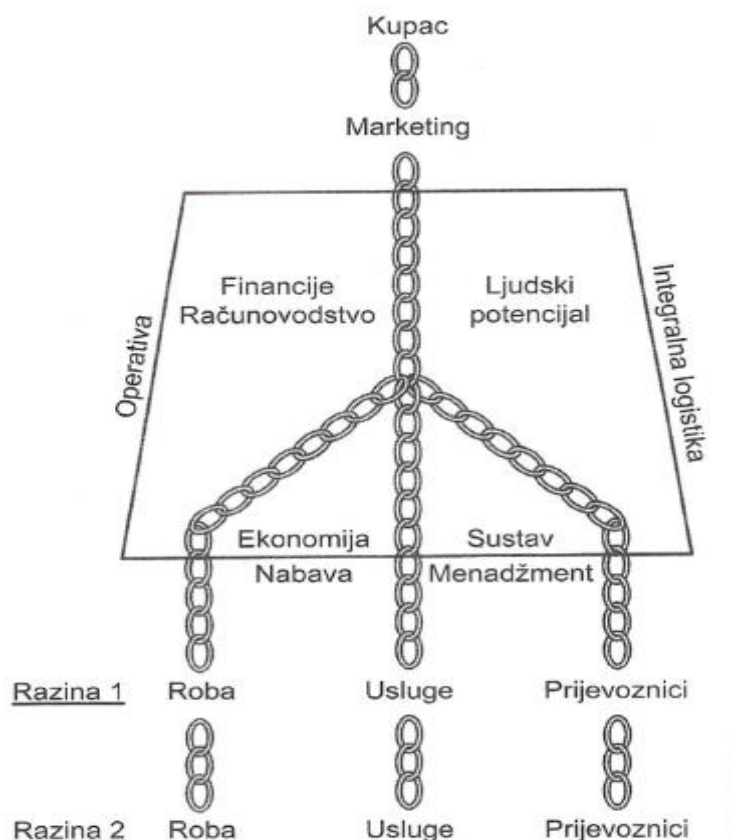 Kupac
Marketing
Financije
Računovodstvo
Ljudski
potencijal
Operativa
Integralna logistika
Ekonomija
Sustav
Nabava
Menadžment
Razina 1 Roba Usluge Prijevoznici
Razina 2 Roba Usluge Prijevoznici